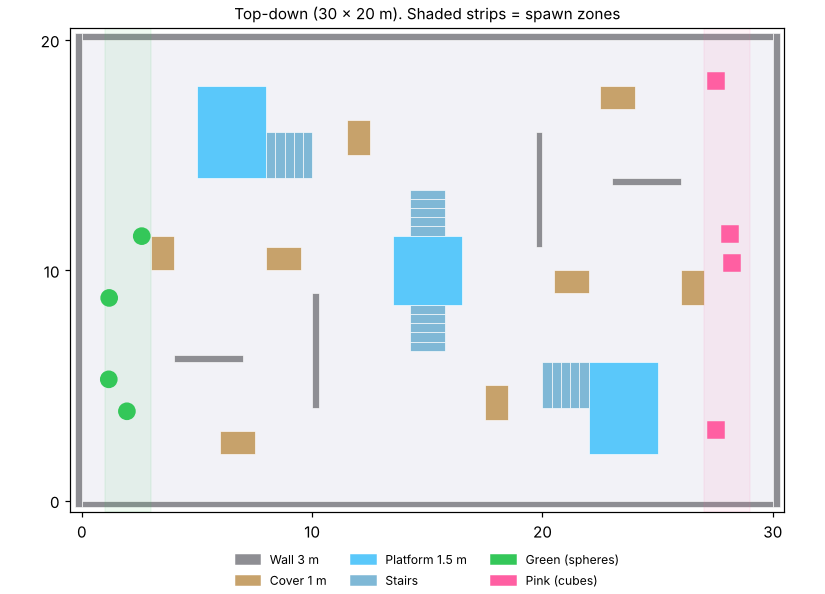 Top-down (30 × 20 m). Shaded strips = spawn zones
20
10
0
0 10 20 30
Wall 3 m Platform 1.5 m Green (spheres)
Cover 1 m Stairs Pink (cubes)